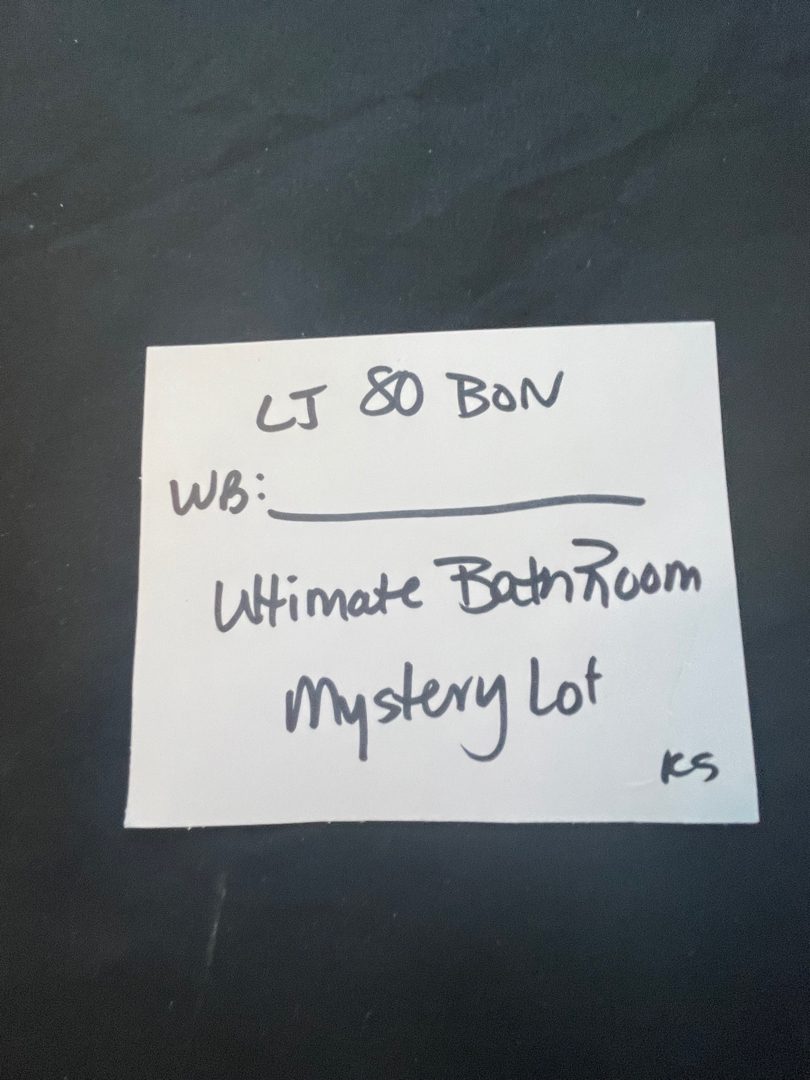 LJ 80 BON
WB:
Ultimate BathRoom
Mystery Lot
KS